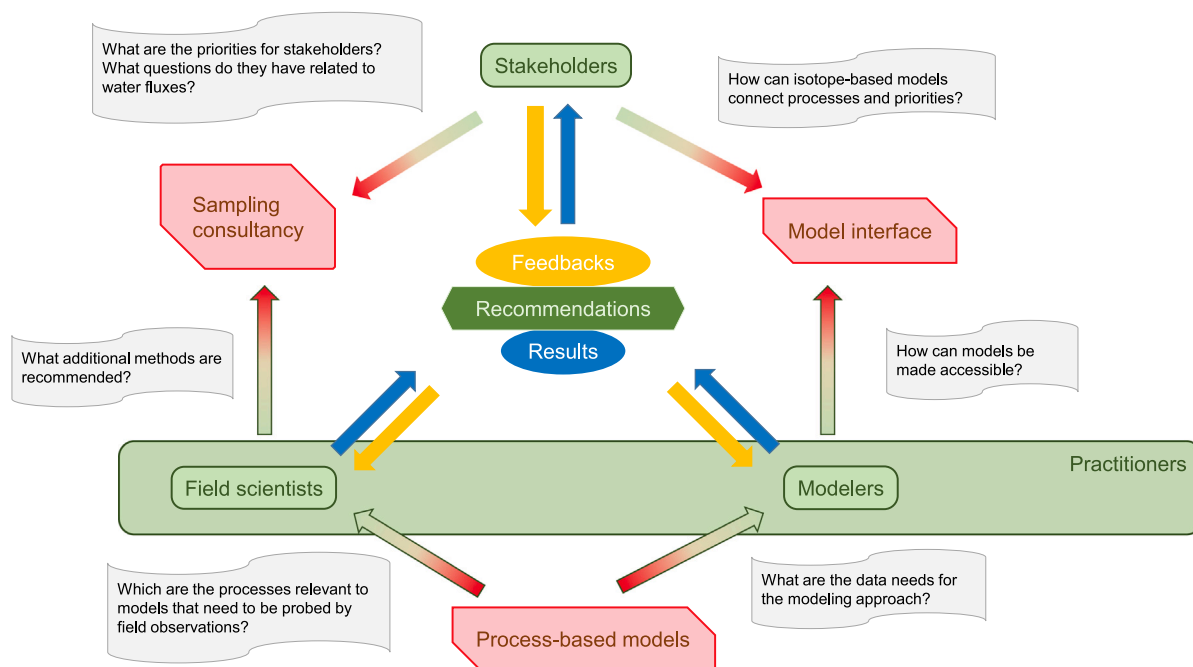 What are the priorities for stakeholders?
What questions do they have related to
water fluxes?
Stakeholders
How can isotope-based models
connect processes and priorities?
Sampling
consultancy
Model interface
Feedbacks
Recommendations
Results
What additional methods are
recommended?
How can models be
made accessible?
Practitioners
Field scientists
Modelers
Which are the processes relevant to
models that need to be probed by
field observations?
What are the data needs for
the modeling approach?
Process-based models